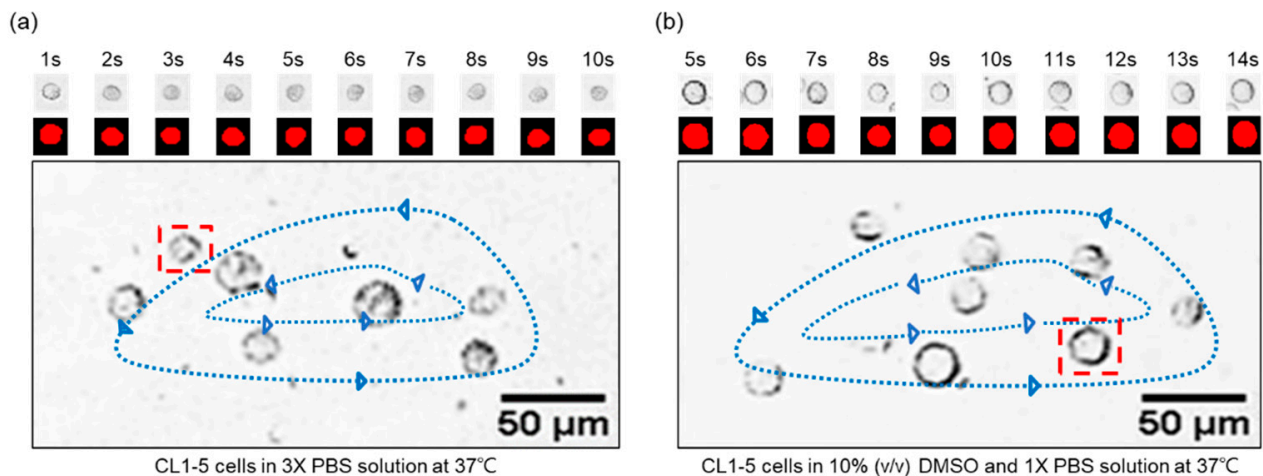 (a)
(b)
1s 2s 3s 4s 5s 6s 7s 8s 9s 10s
5s 6s 7s 8s 9s 10s 11s 12s 13s 14s
50 µm
50 µm
CL1-5 cells in 3X PBS solution at 37℃
CL1-5 cells in 10% (v/v) DMSO and 1X PBS solution at 37℃